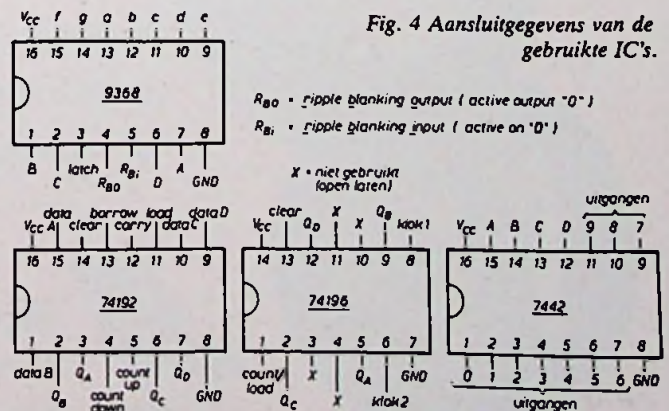 Fig. 4 Aansluitgegevens van de
gebruikte IC's.
Vcc f g a b c d e
16 15 14 13 12 11 10 9
9368
1 2 3 4 5 6 7 8
B C latch RBO RBi D A GND
RBO = ripple blanking output ( active output "0" )
RBi = ripple blanking input ( active on "0" )
X = niet gebruikt
(open laten)
Vcc data A clear borrow carry load data C data D
16 15 14 13 12 11 10 9
74192
1 2 3 4 5 6 7 8
data B QB QA count down count up QC QD GND
Vcc clear QD X X QB klok 1
14 13 12 11 10 9 8
74196
1 2 3 4 5 6 7
count/load QC X X QA klok 2 GND
uitgangen
Vcc A B C D 9 8 7
16 15 14 13 12 11 10 9
7442
1 2 3 4 5 6 7 8
0 1 2 3 4 5 6 GND
uitgangen